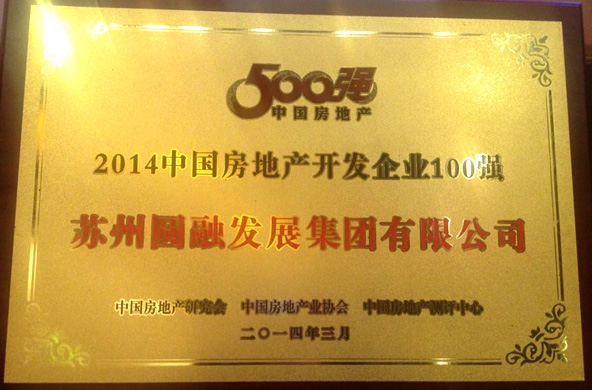 500强
中国房地产
2014中国房地产开发企业100强
苏州圆融发展集团有限公司
中国房地产研究会 中国房地产业协会 中国房地产测评中心
二〇一四年三月